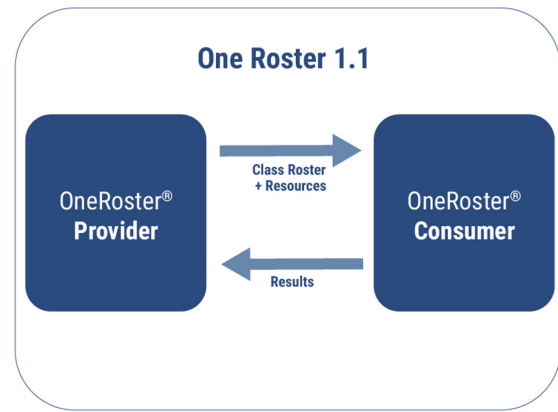 One Roster 1.1
Class Roster
+ Resources
OneRoster®
Provider
OneRoster®
Consumer
Results